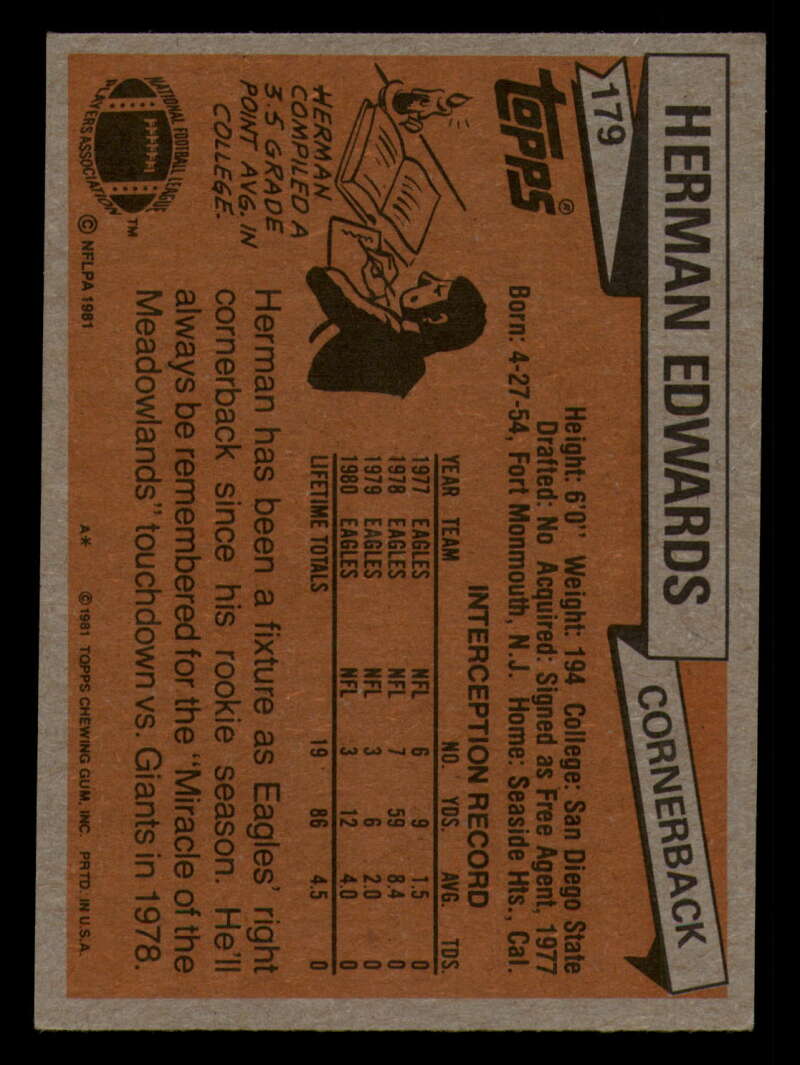 179
HERMAN EDWARDS
CORNERBACK
topps®
Height: 6'0" Weight: 194 College: San Diego State
Drafted: No Acquired: Signed as Free Agent, 1977
Born: 4-27-54, Fort Monmouth, N.J. Home: Seaside Hts., Cal.
INTERCEPTION RECORD
YEAR TEAM NO. YDS. AVG. TDS.
1977 EAGLES NFL 6 9 1.5 0
1978 EAGLES NFL 7 59 8.4 0
1979 EAGLES NFL 3 6 2.0 0
1980 EAGLES NFL 3 12 4.0 0
LIFETIME TOTALS 19 86 4.5 0
HERMAN
COMPILED A
3.5 GRADE
POINT AVG. IN
COLLEGE.
Herman has been a fixture as Eagles' right
cornerback since his rookie season. He'll
always be remembered for the "Miracle of the
Meadowlands" touchdown vs. Giants in 1978.
NATIONAL FOOTBALL LEAGUE
PLAYERS ASSOCIATION
TM
© NFLPA 1981
A* ©1981 TOPPS CHEWING GUM, INC. PRTD. IN U.S.A.